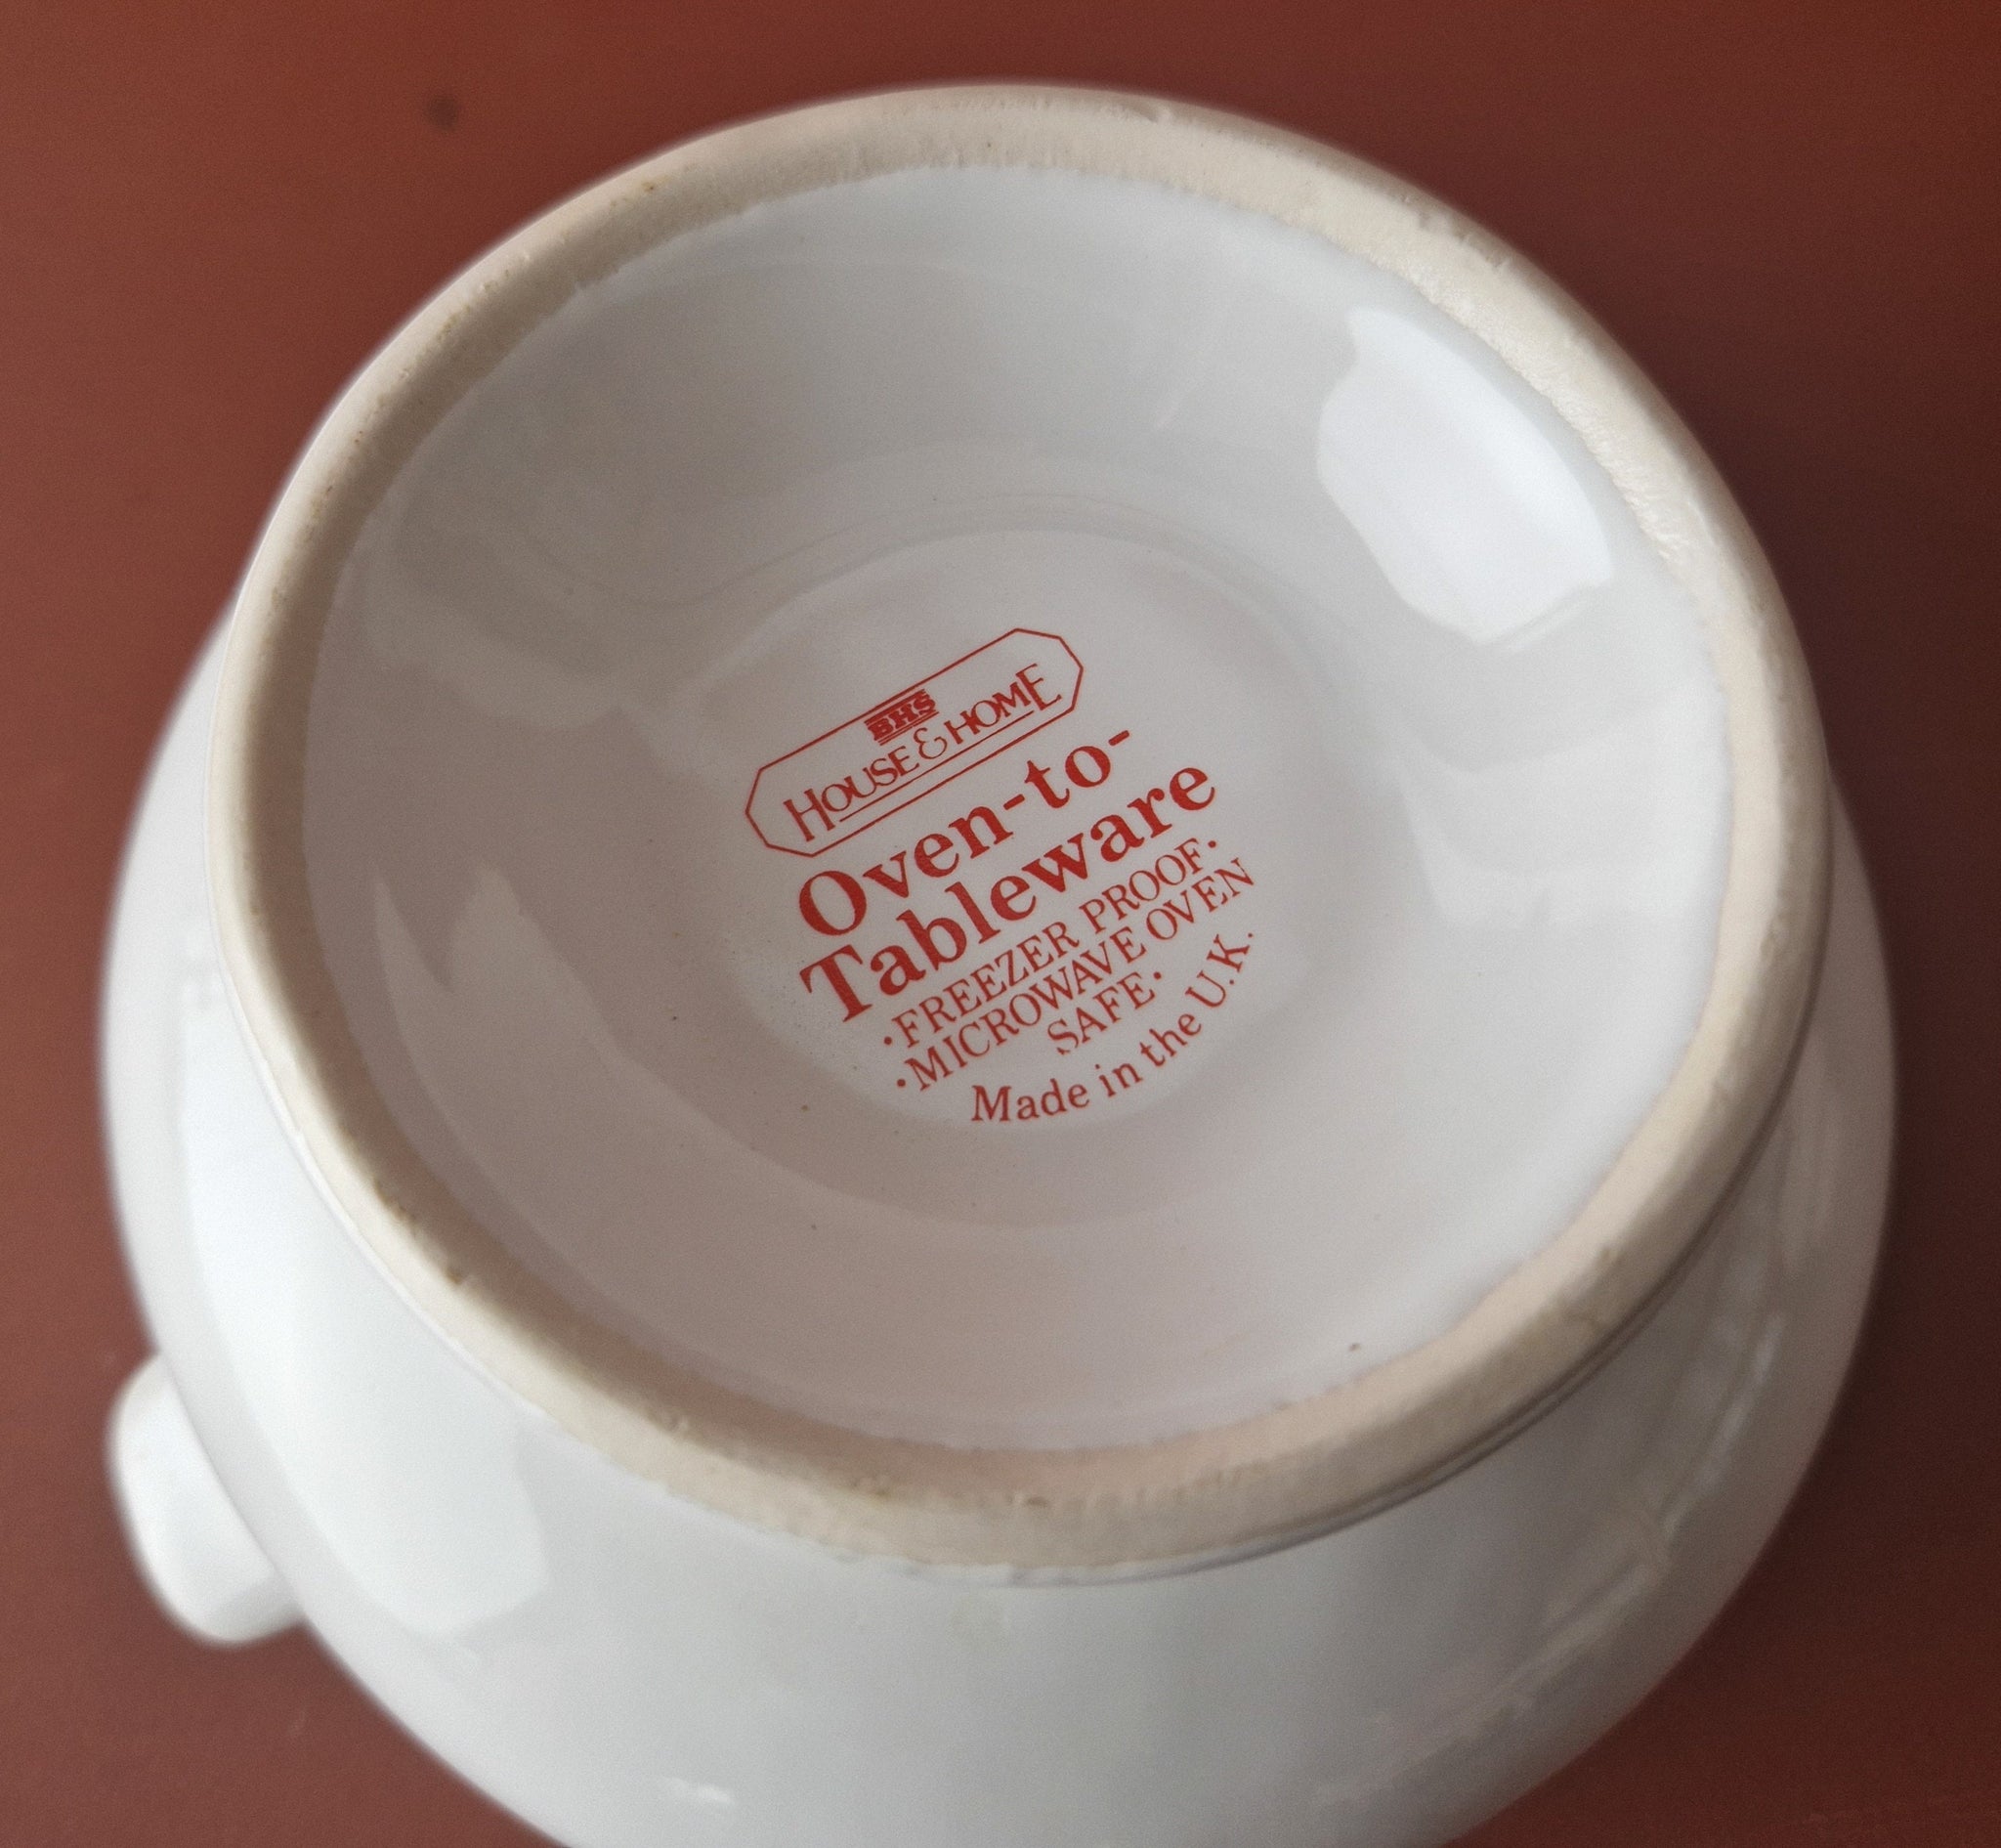 BHS
HOUSE & HOME
Oven-to-
Tableware
·FREEZER PROOF·
·MICROWAVE OVEN
SAFE·
Made in the U.K.